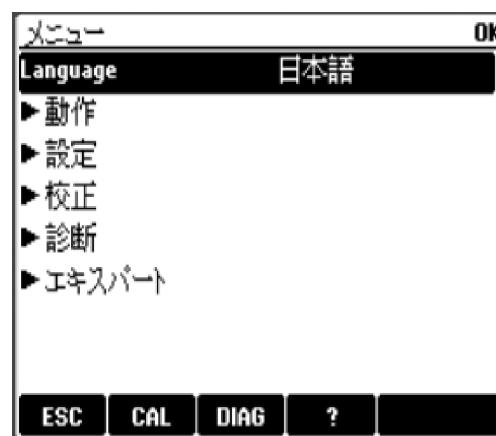 メニュー OK
Language 日本語
▶動作
▶設定
▶校正
▶診断
▶エキスパート
ESC CAL DIAG ?